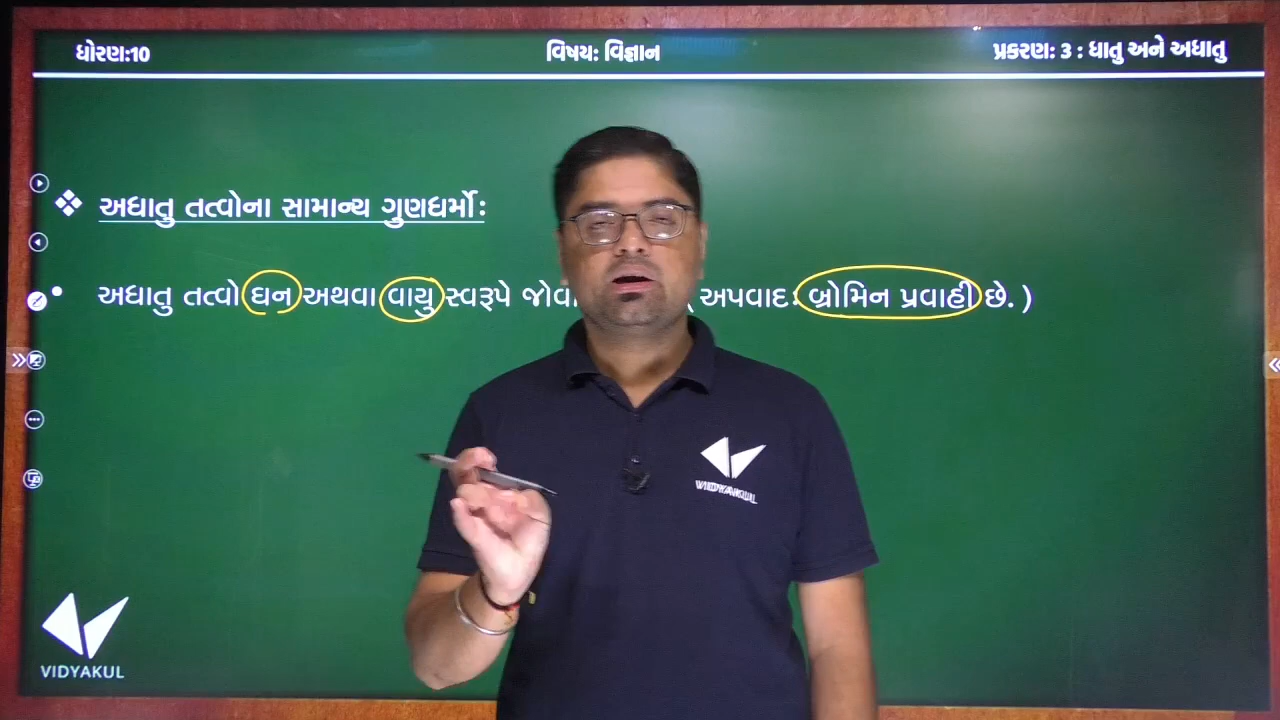 ધોરણ:10
વિષય: વિજ્ઞાન
પ્રકરણ: 3 : ધાતુ અને અધાતુ
અધાતુ તત્વોના સામાન્ય ગુણધર્મો:
અધાતુ તત્વો ઘન અથવા વાયુ સ્વરૂપે ( અપવાદ: બ્રોમિન પ્રવાહી છે. )
VIDYAKUL
VIDYAKUL